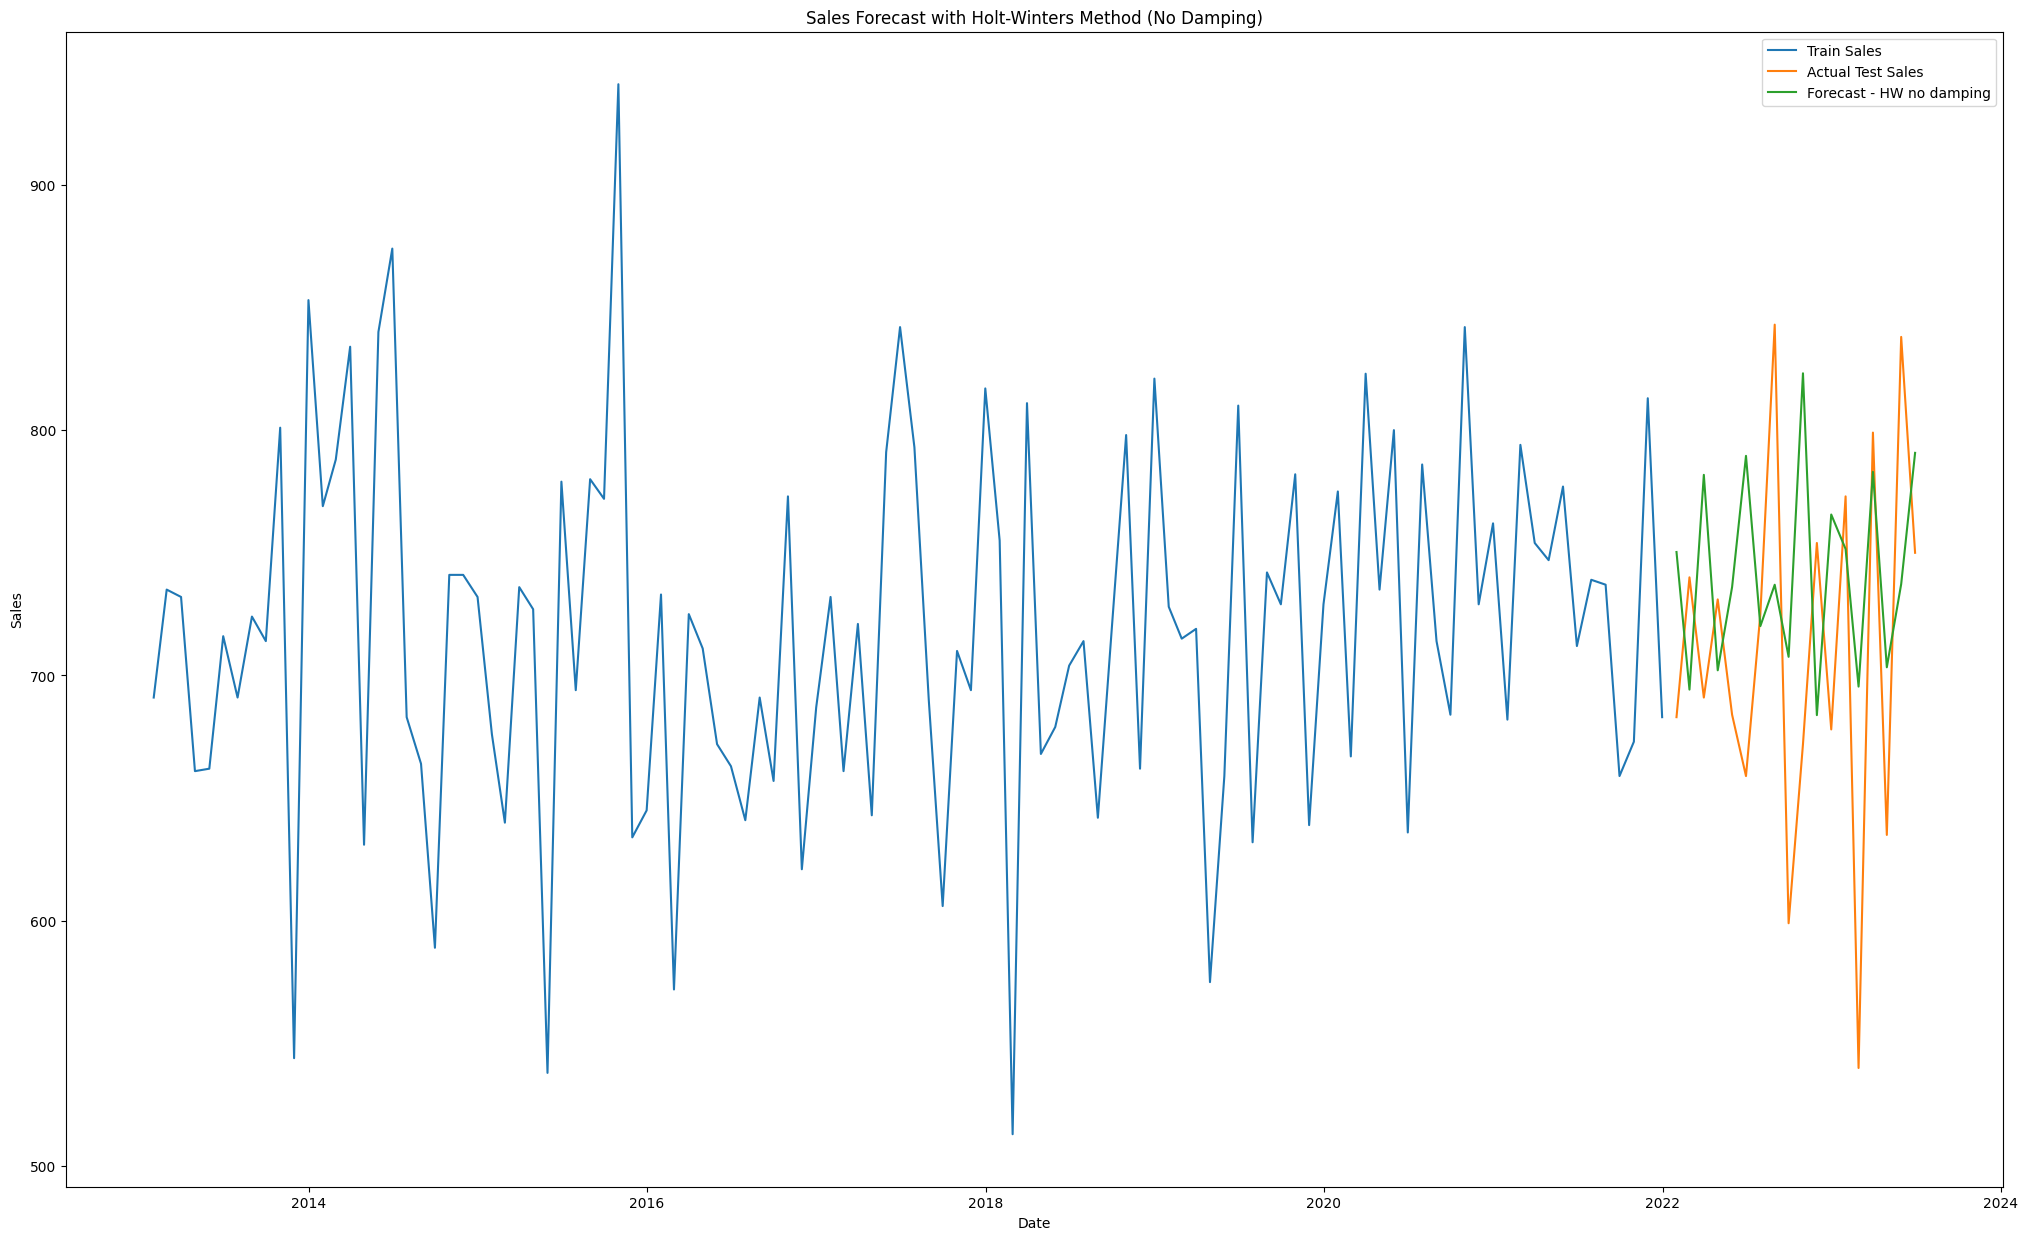 Sales Forecast with Holt-Winters Method (No Damping)
Train Sales
Actual Test Sales
Forecast - HW no damping
Sales
900
800
700
600
500
2014
2016
2018
2020
2022
2024
Date